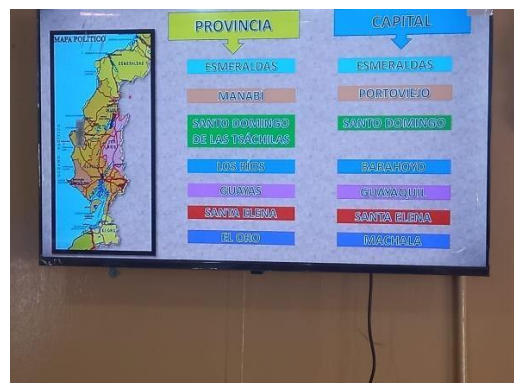 PROVINCIA
CAPITAL
MAPA POLÍTICO
ESMERALDAS
ESMERALDAS
ESMERALDAS
MANABÍ
PORTOVIEJO
SANTO DOMINGO
DE LAS TSÁCHILAS
SANTO DOMINGO
LOS RÍOS
BABAHOYO
GUAYAS
GUAYAQUIL
SANTA ELENA
SANTA ELENA
EL ORO
MACHALA